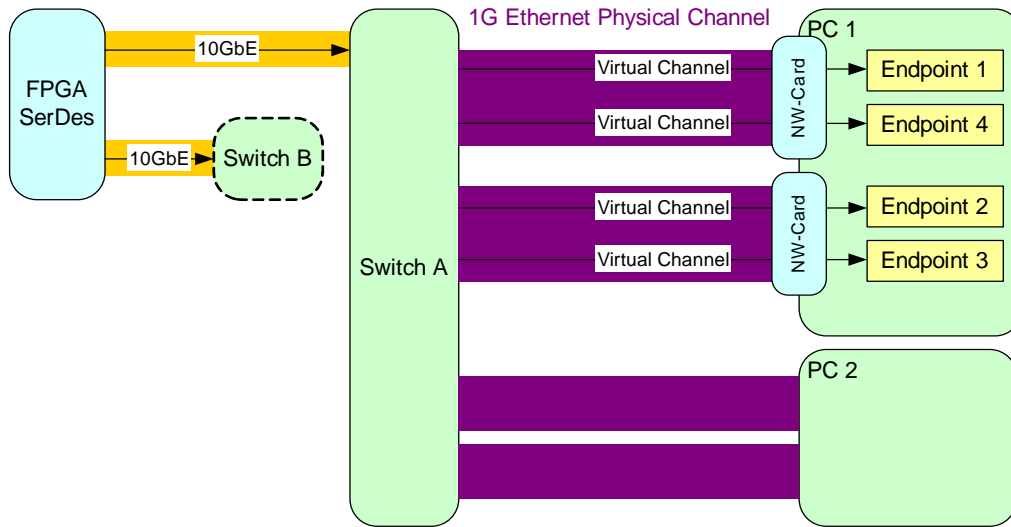 1G Ethernet Physical Channel
PC 1
10GbE
FPGA
SerDes
Virtual Channel
NW-Card
Endpoint 1
Virtual Channel
Endpoint 4
10GbE
Switch B
Virtual Channel
NW-Card
Endpoint 2
Switch A
Virtual Channel
Endpoint 3
PC 2